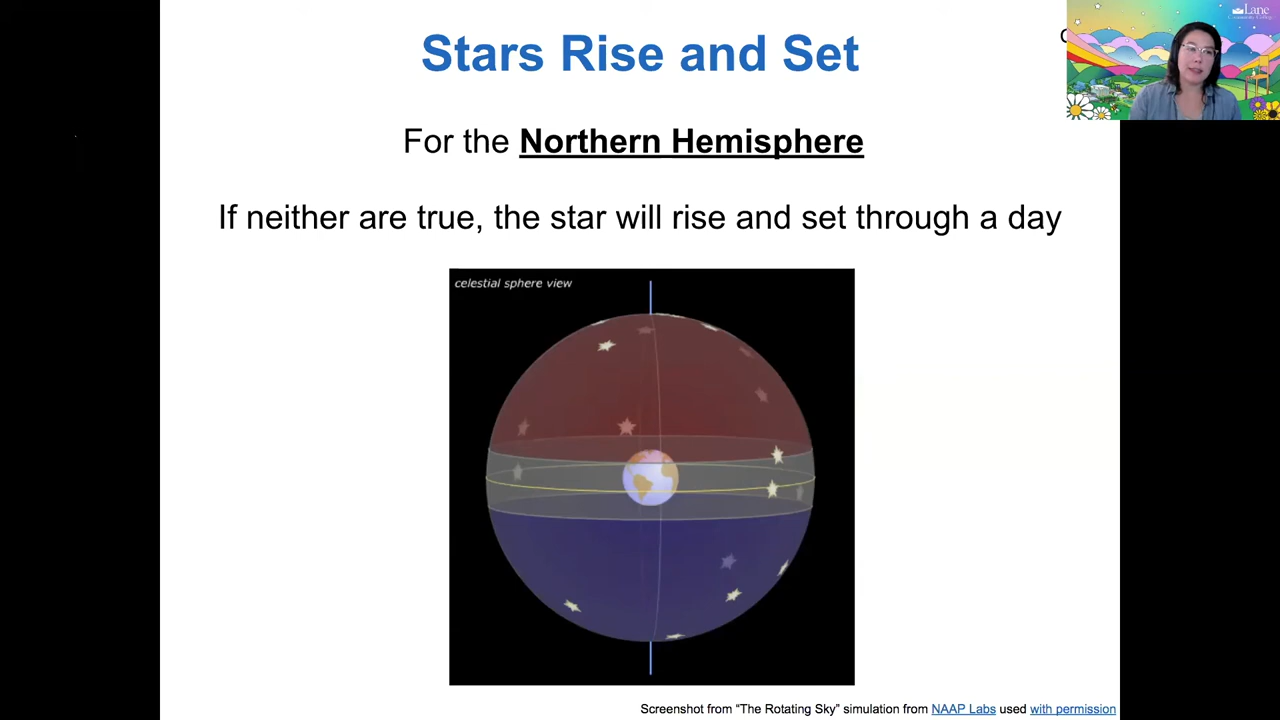 Stars Rise and Set
Lane
Community College
For the Northern Hemisphere
If neither are true, the star will rise and set through a day
celestial sphere view
Screenshot from “The Rotating Sky” simulation from NAAP Labs used with permission